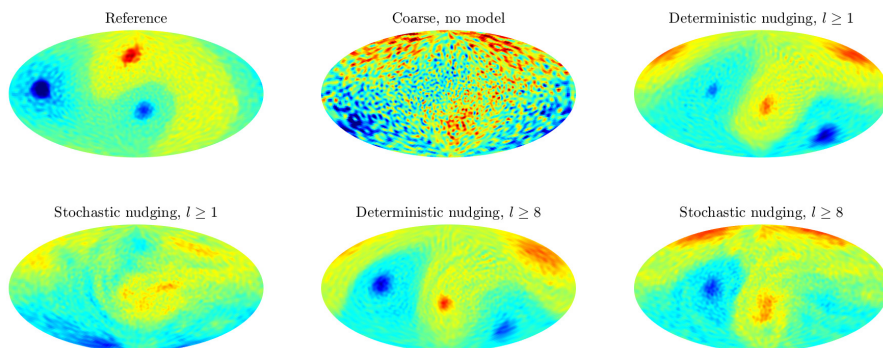 Reference
Coarse, no model
Deterministic nudging, l ≥ 1
Stochastic nudging, l ≥ 1
Deterministic nudging, l ≥ 8
Stochastic nudging, l ≥ 8